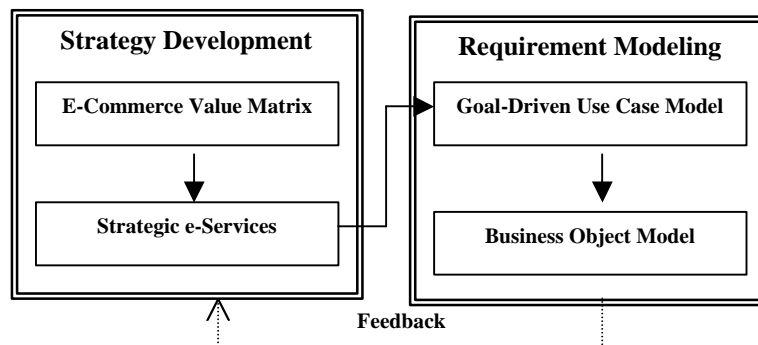 Strategy Development
E-Commerce Value Matrix
Strategic e-Services
Requirement Modeling
Goal-Driven Use Case Model
Business Object Model
Feedback